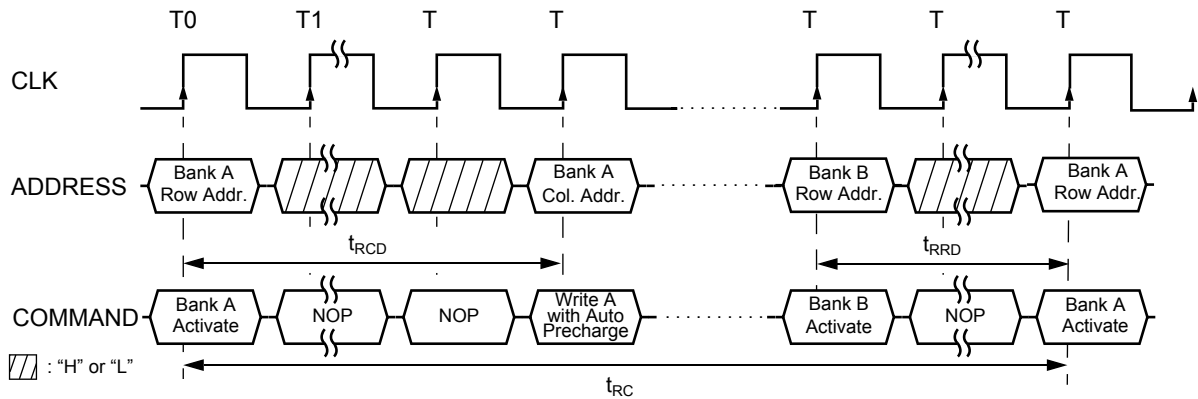 T0 T1 T T T T T
CLK
ADDRESS
Bank A
Row Addr.
Bank A
Col. Addr.
Bank B
Row Addr.
Bank A
Row Addr.
tRCD
tRRD
COMMAND
Bank A
Activate
NOP
NOP
Write A
with Auto
Precharge
Bank B
Activate
NOP
Bank A
Activate
: “H” or “L”
tRC